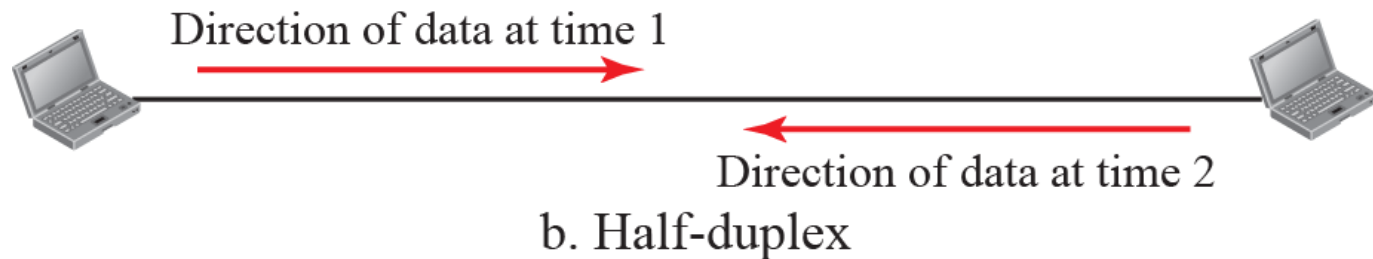 Direction of data at time 1
Direction of data at time 2
b. Half-duplex